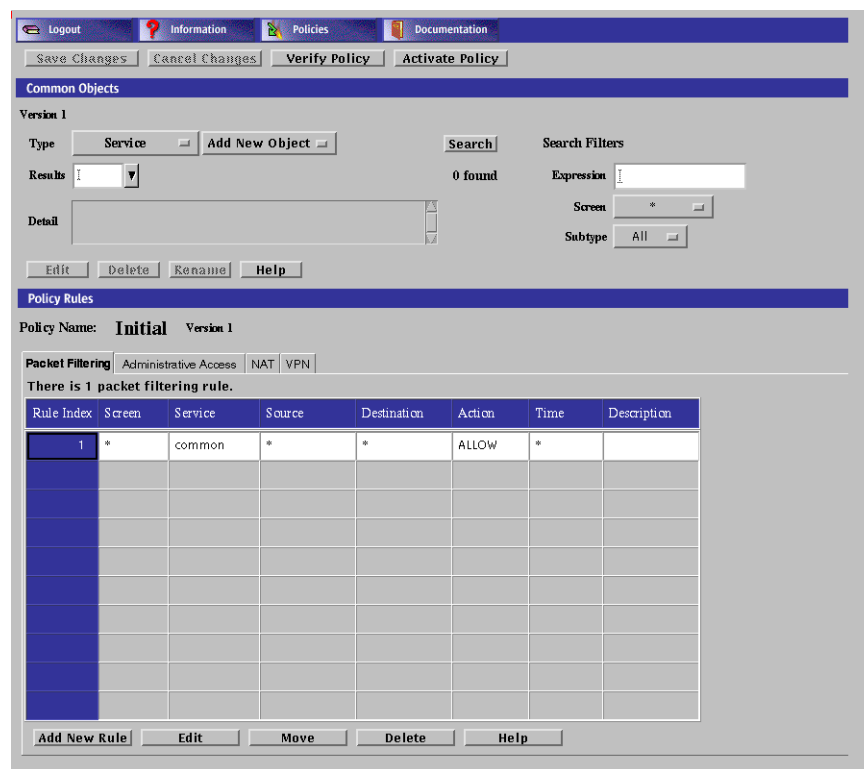 Logout Information Policies Documentation
Save Changes Cancel Changes Verify Policy Activate Policy
Common Objects
Version 1
Type Service Add New Object Search Search Filters
Results 0 found Expression
Screen *
Detail
Subtype All
Edit Delete Rename Help
Policy Rules
Policy Name: Initial Version 1
Packet Filtering Administrative Access NAT VPN
There is 1 packet filtering rule.
Rule Index Screen Service Source Destination Action Time Description
1 * common * * ALLOW *
Add New Rule Edit Move Delete Help